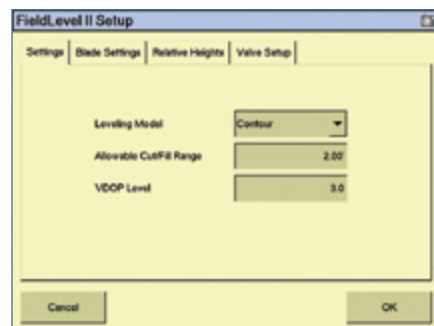 FieldLevel II Setup
Settings Blade Settings Relative Heights Valve Setup
Leveling Model Contour
Allowable Cut/Fill Range 2.00'
VDOP Level 3.0
Cancel OK